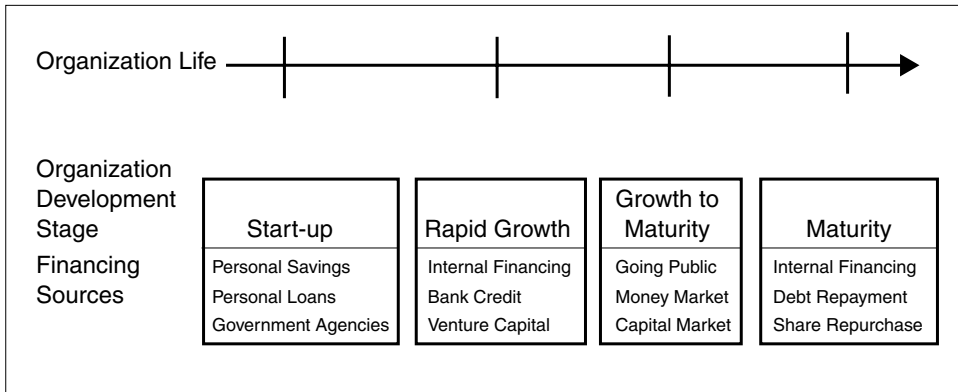 Organization Life
Organization
Development
Stage
Start-up
Rapid Growth
Growth to
Maturity
Maturity
Financing
Sources
Personal Savings
Personal Loans
Government Agencies
Internal Financing
Bank Credit
Venture Capital
Going Public
Money Market
Capital Market
Internal Financing
Debt Repayment
Share Repurchase